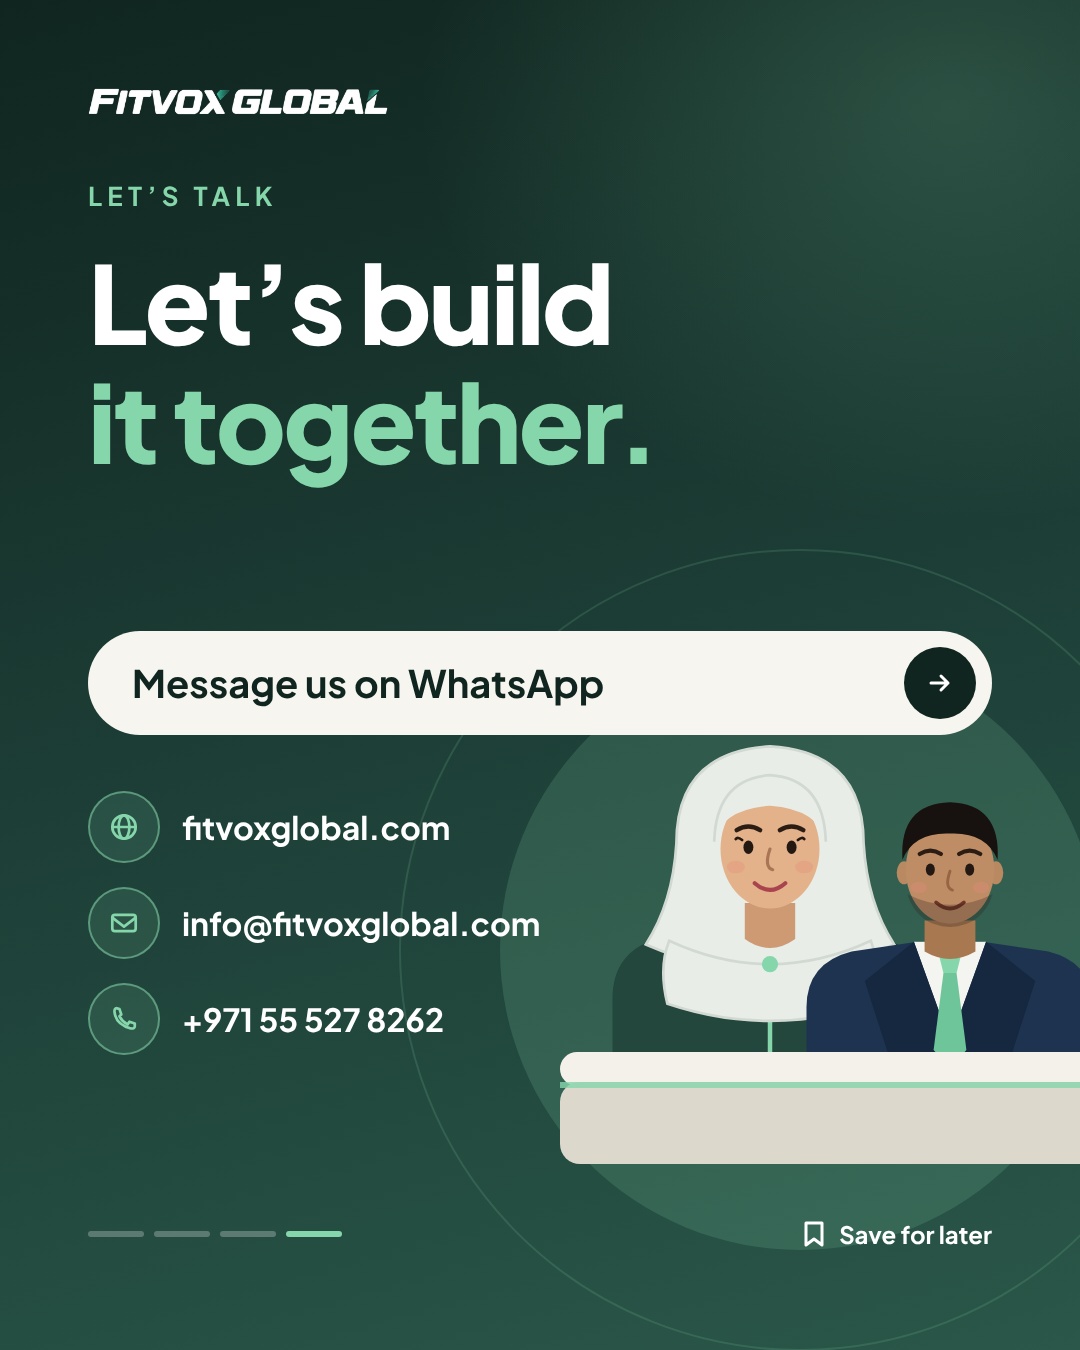 FITVOX GLOBAL
LET’S TALK
Let’s build
it together.
Message us on WhatsApp
fitvoxglobal.com
info@fitvoxglobal.com
+971 55 527 8262
Save for later